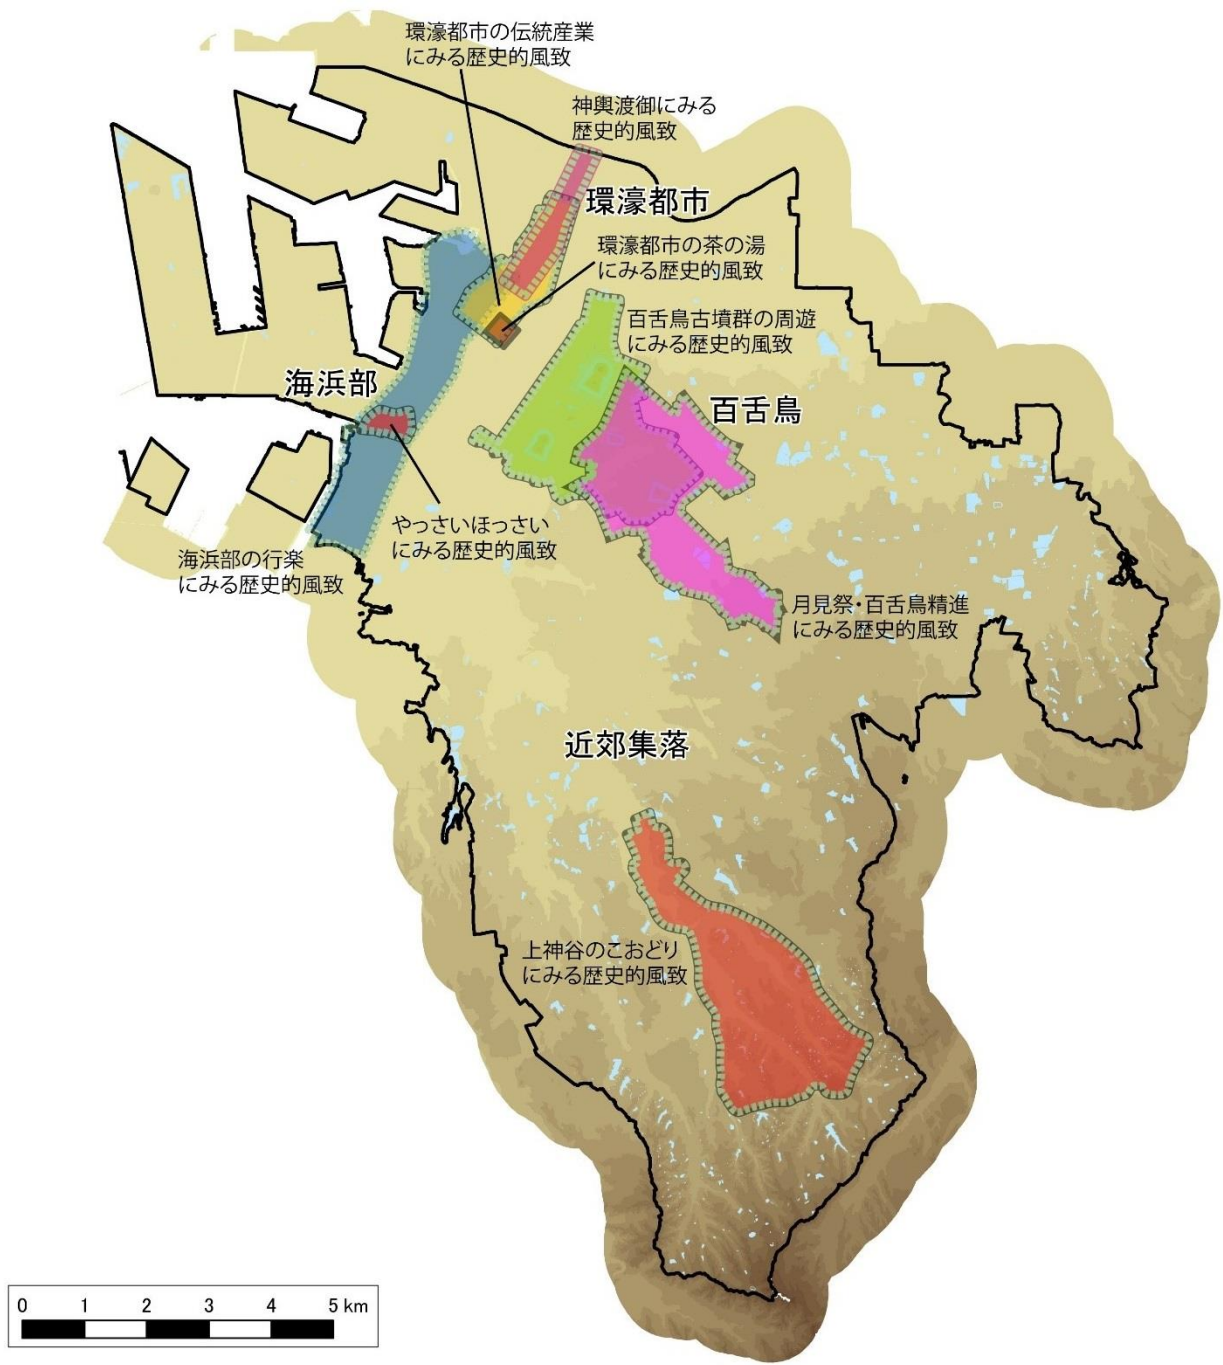 環濠都市の伝統産業
にみる歴史的風致
神輿渡御にみる
歴史的風致
環濠都市
環濠都市の茶の湯
にみる歴史的風致
百舌鳥古墳群の周遊
にみる歴史的風致
海浜部
百舌鳥
やっさいほっさい
にみる歴史的風致
海浜部の行楽
にみる歴史的風致
月見祭・百舌鳥精進
にみる歴史的風致
近郊集落
上神谷のこおどり
にみる歴史的風致
0 1 2 3 4 5 km